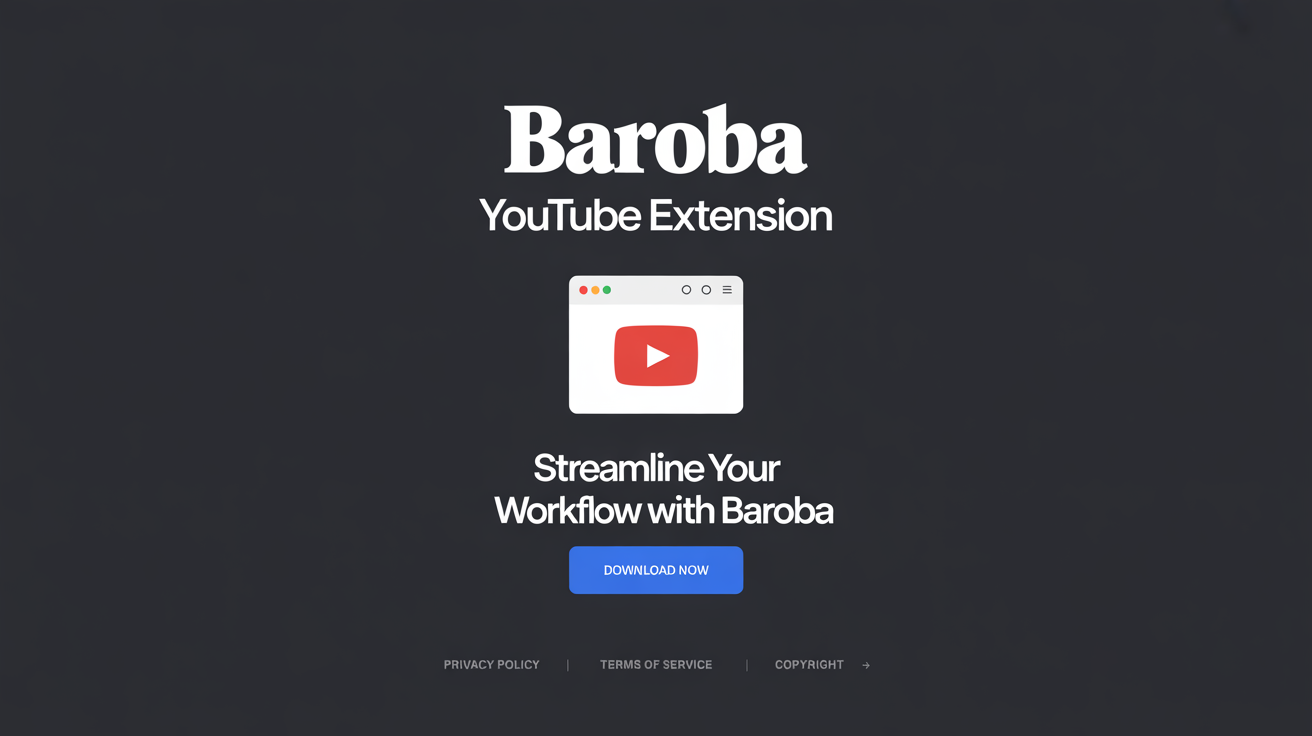 Baroba
YouTube Extension
Streamline Your
Workflow with Baroba
DOWNLOAD NOW
PRIVACY POLICY | TERMS OF SERVICE | COPYRIGHT →